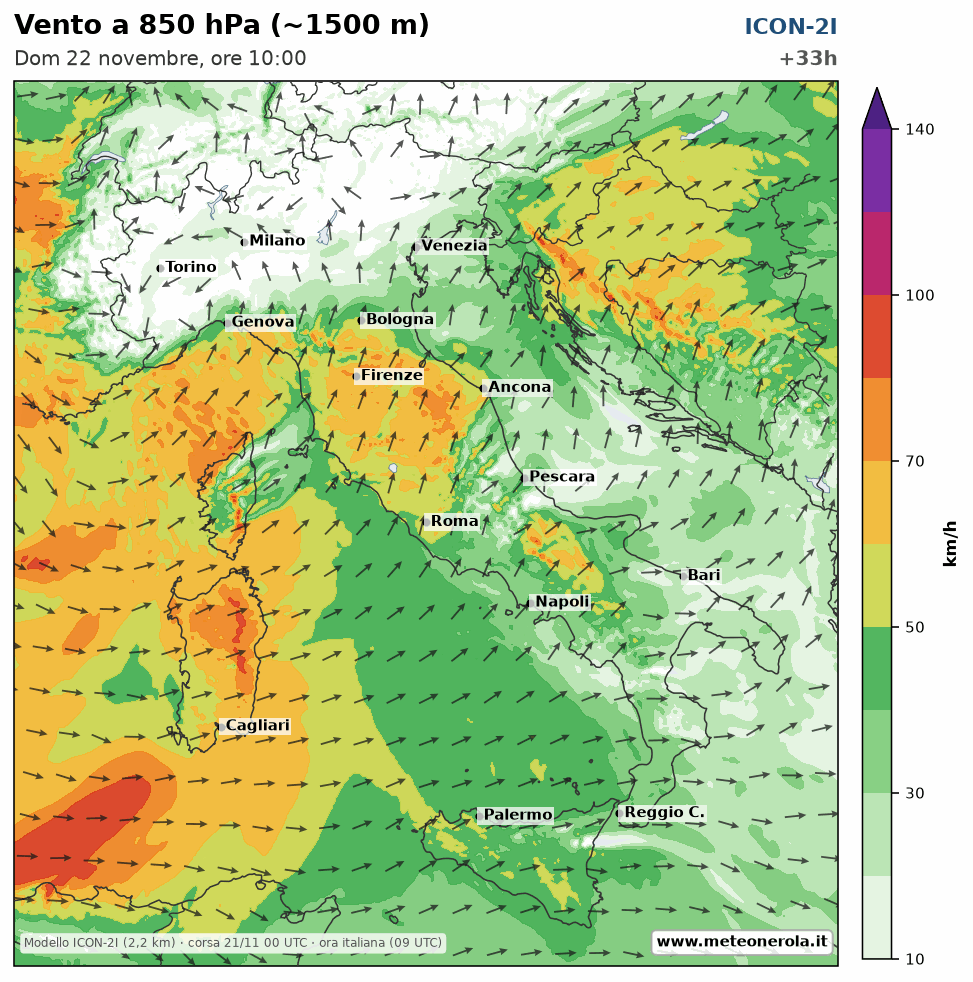 Vento a 850 hPa (~1500 m)
ICON-2I
Dom 22 novembre, ore 10:00
+33h
140
100
70
50
30
10
km/h
Milano
Venezia
Torino
Genova
Bologna
Firenze
Ancona
Pescara
Roma
Bari
Napoli
Cagliari
Palermo
Reggio C.
Modello ICON-2I (2,2 km) · corsa 21/11 00 UTC · ora italiana (09 UTC)
www.meteonerola.it